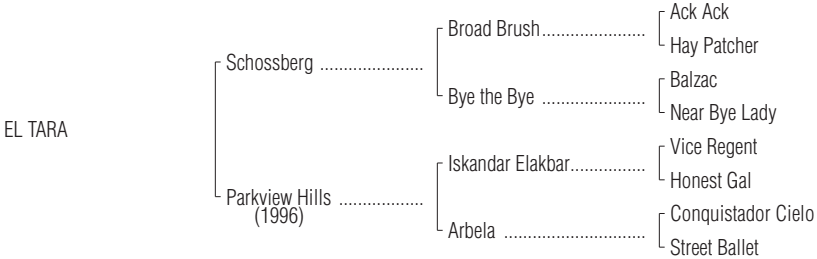 Ack Ack
Broad Brush......................
Hay Patcher
Schossberg ......................
Balzac
Bye the Bye ......................
Near Bye Lady
EL TARA
Vice Regent
Iskandar Elakbar................
Honest Gal
Parkview Hills ..................
(1996)
Conquistador Cielo
Arbela ..............................
Street Ballet